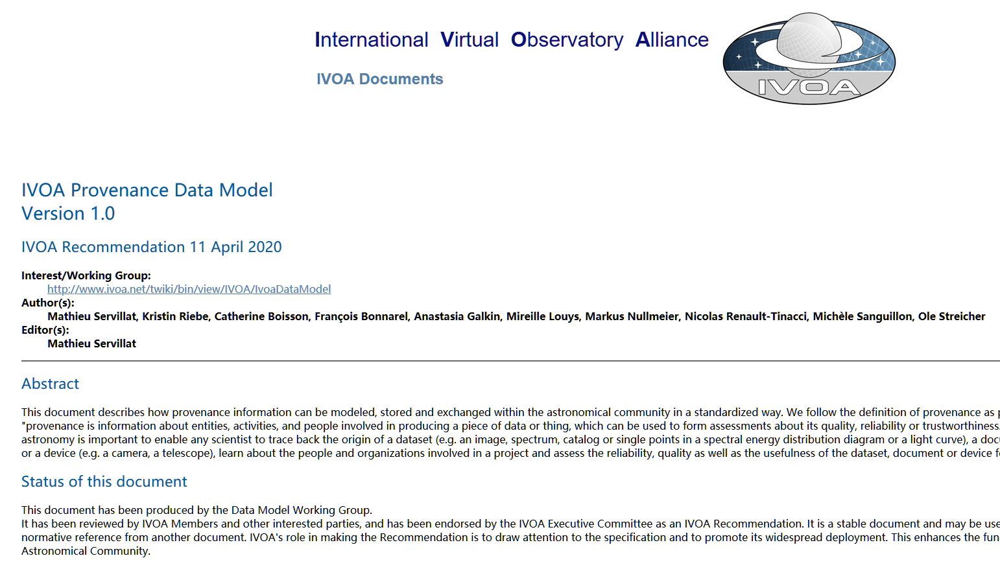 International Virtual Observatory Alliance
IVOA Documents
IVOA
IVOA Provenance Data Model
Version 1.0
IVOA Recommendation 11 April 2020
Interest/Working Group:
http://www.ivoa.net/twiki/bin/view/IVOA/IvoaDataModel
Author(s):
Mathieu Servillat, Kristin Riebe, Catherine Boisson, François Bonnarel, Anastasia Galkin, Mireille Louys, Markus Nullmeier, Nicolas Renault-Tinacci, Michèle Sanguillon, Ole Streicher
Editor(s):
Mathieu Servillat
Abstract
This document describes how provenance information can be modeled, stored and exchanged within the astronomical community in a standardized way. We follow the definition of provenance as
"provenance is information about entities, activities, and people involved in producing a piece of data or thing, which can be used to form assessments about its quality, reliability or trustworthiness.
astronomy is important to enable any scientist to trace back the origin of a dataset (e.g. an image, spectrum, catalog or single points in a spectral energy distribution diagram or a light curve), a
or a device (e.g. a camera, a telescope), learn about the people and organizations involved in a project and assess the reliability, quality as well as the usefulness of the dataset, document or device
Status of this document
This document has been produced by the Data Model Working Group.
It has been reviewed by IVOA Members and other interested parties, and has been endorsed by the IVOA Executive Committee as an IVOA Recommendation. It is a stable document and may be
normative reference from another document. IVOA's role in making the Recommendation is to draw attention to the specification and to promote its widespread deployment. This enhances the
Astronomical Community.